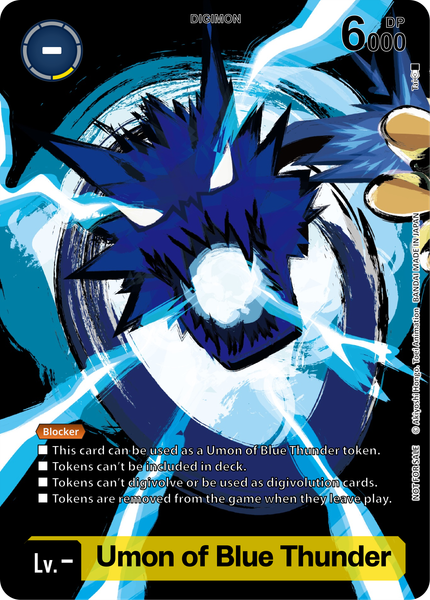 DIGIMON
-
DP
6000
Blocker
■ This card can be used as a Umon of Blue Thunder token.
■ Tokens can't be included in deck.
■ Tokens can't digivolve or be used as digivolution cards.
■ Tokens are removed from the game when they leave play.
Lv.-
Umon of Blue Thunder
NOT FOR SALE © Akiyoshi Hongo, Toei Animation BANDAI MADE IN JAPAN